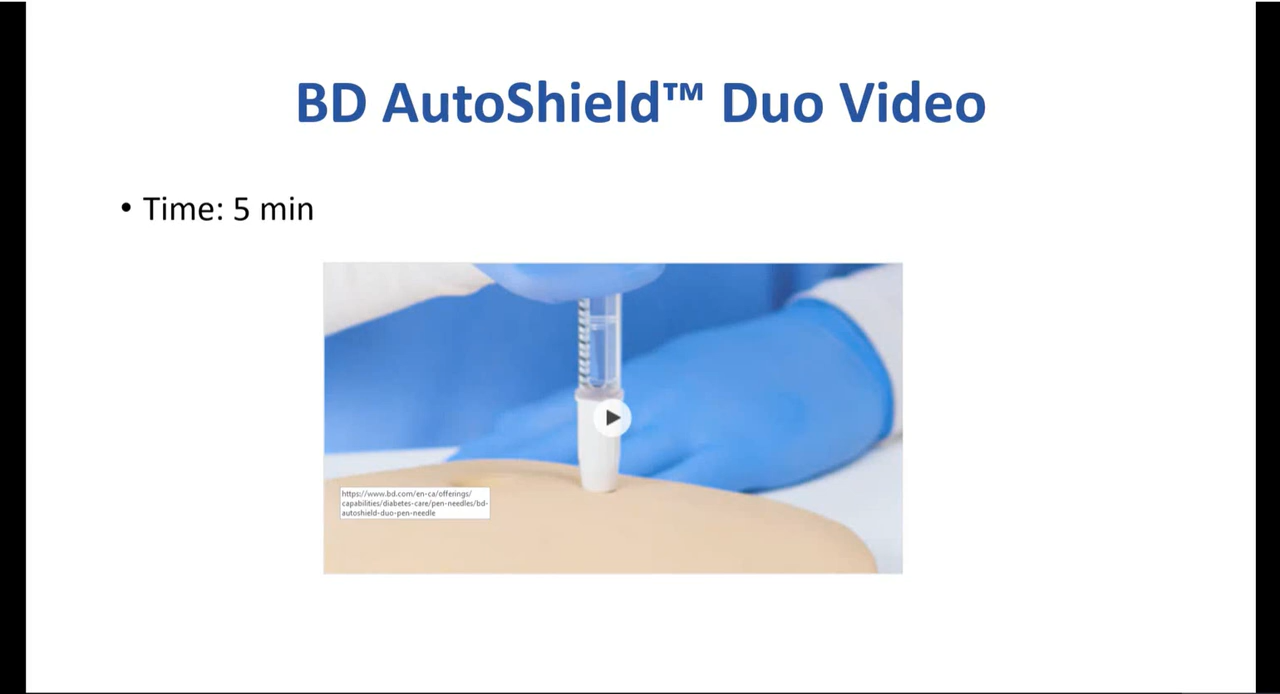 BD AutoShield™ Duo Video
• Time: 5 min
https://www.bd.com/en-ca/offerings/
capabilities/diabetes-care/pen-needles/bd-
autoshield-duo-pen-needle